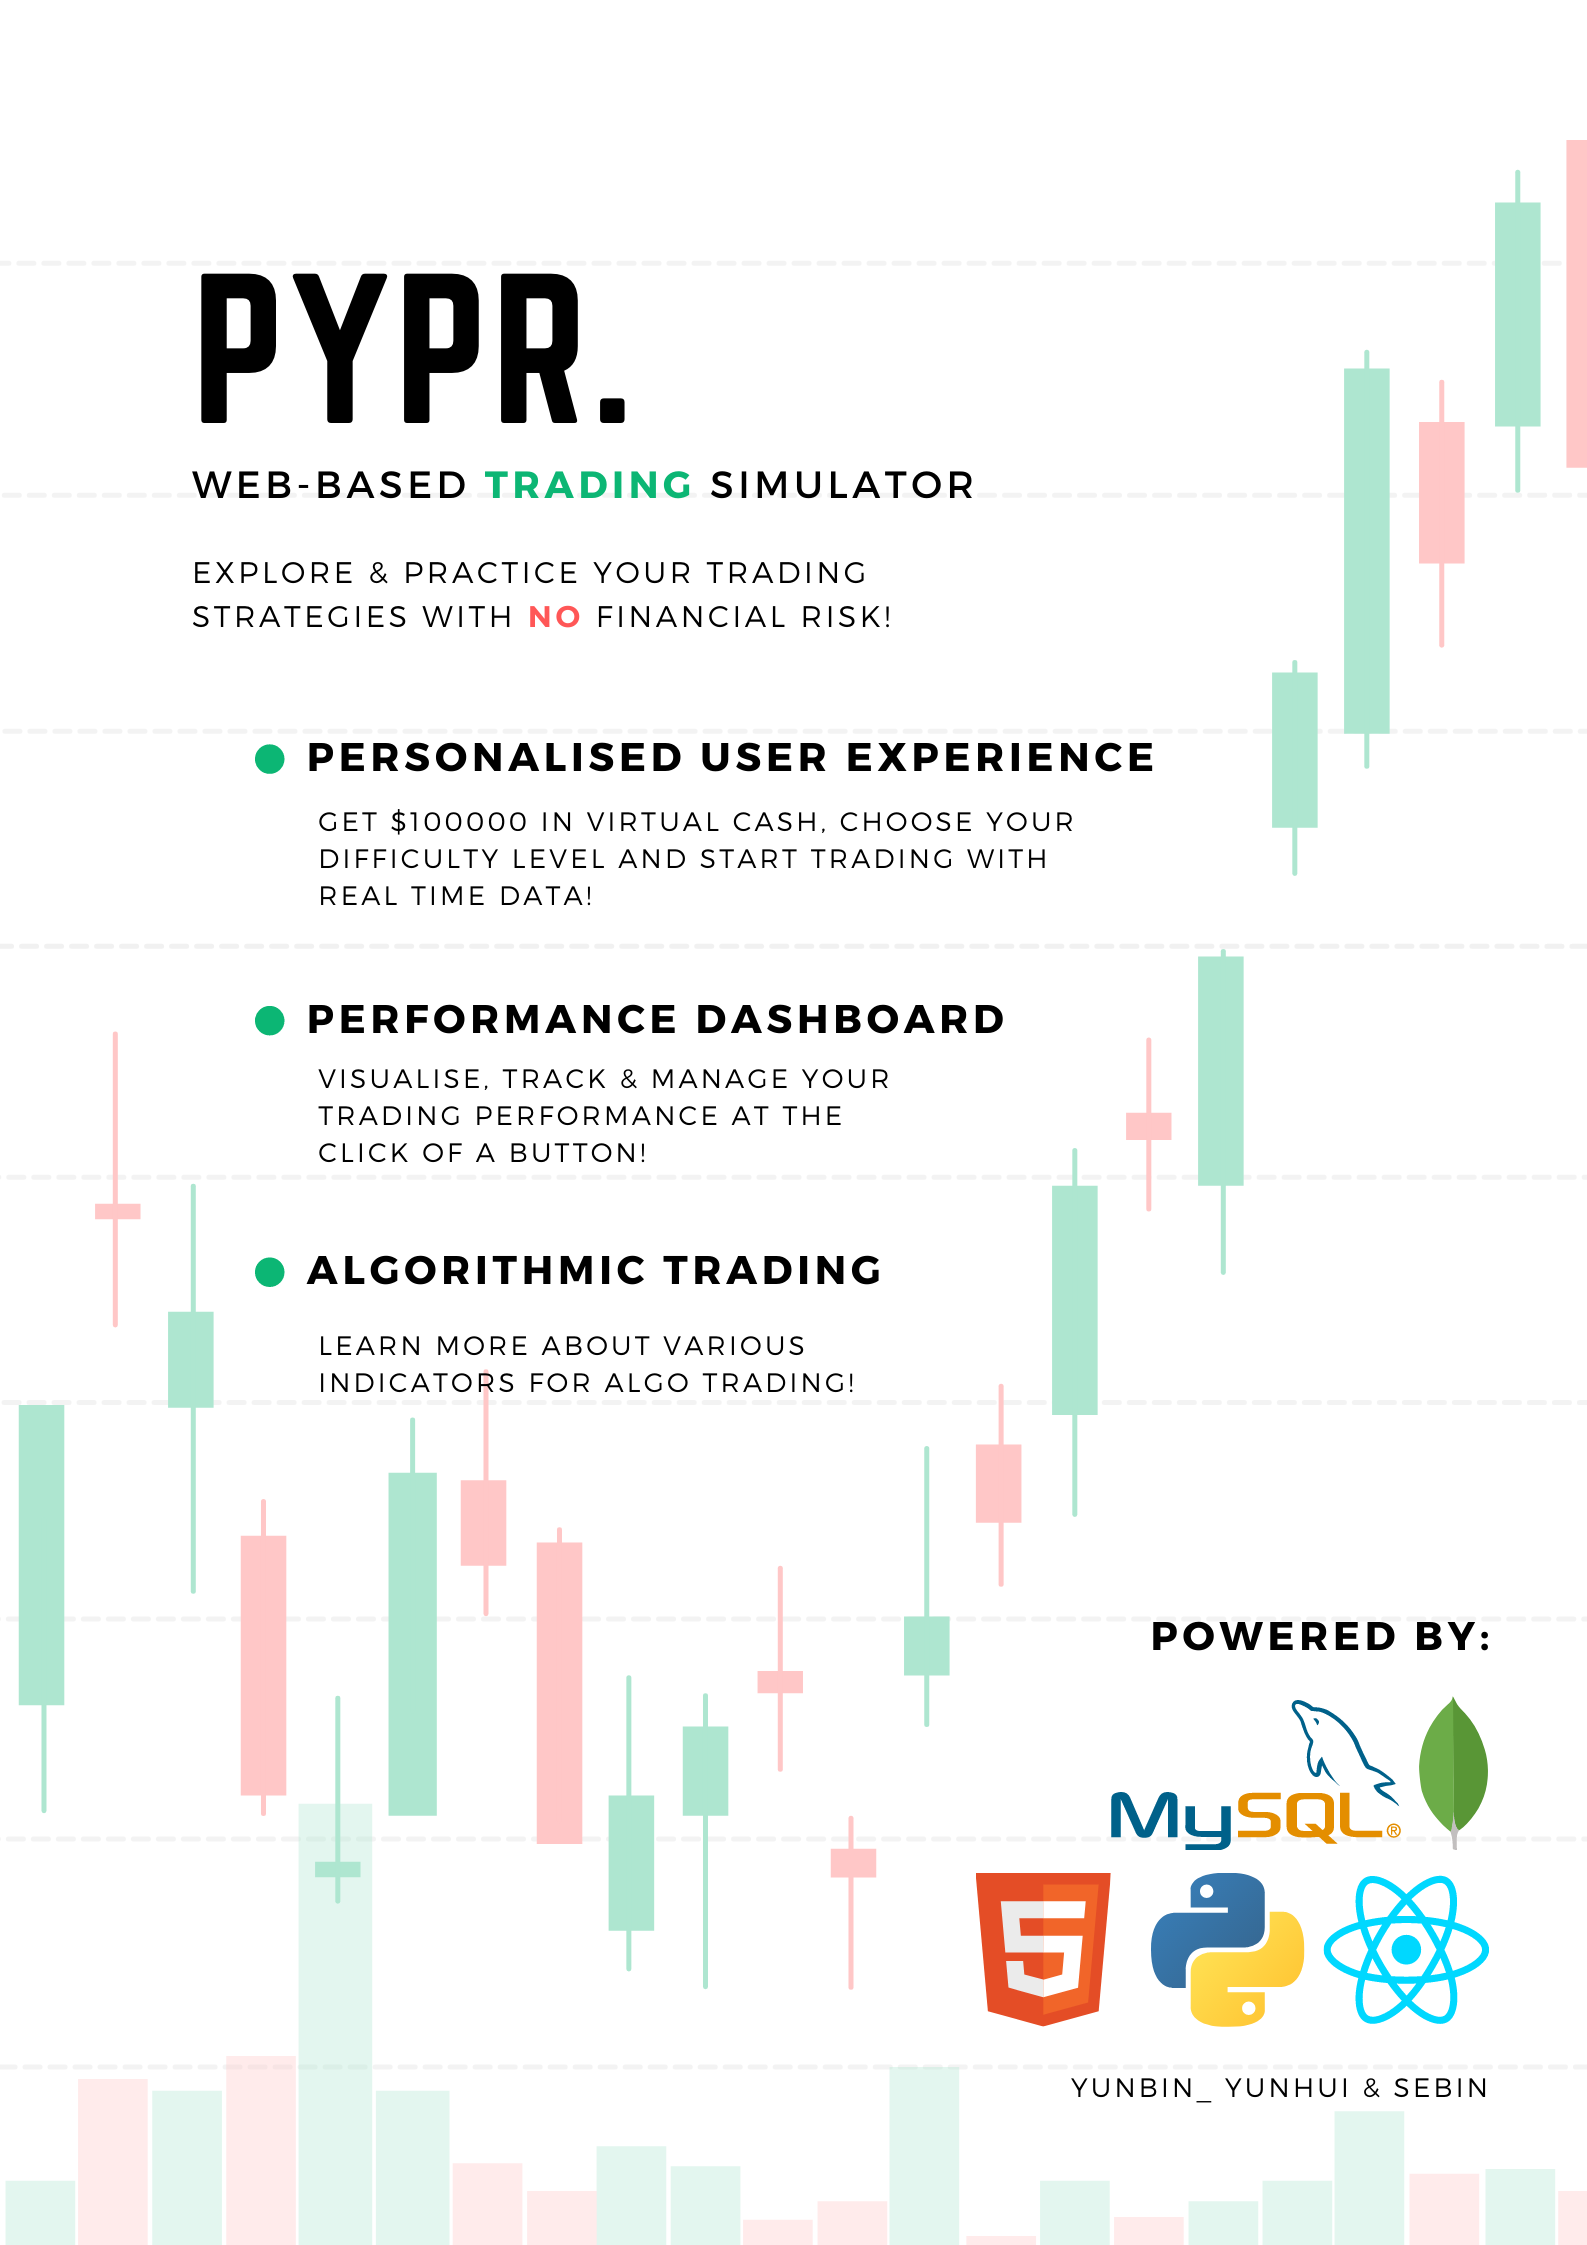 PYPR.
WEB-BASED TRADING SIMULATOR
EXPLORE & PRACTICE YOUR TRADING
STRATEGIES WITH NO FINANCIAL RISK!
PERSONALISED USER EXPERIENCE
GET $100000 IN VIRTUAL CASH, CHOOSE YOUR
DIFFICULTY LEVEL AND START TRADING WITH
REAL TIME DATA!
PERFORMANCE DASHBOARD
VISUALISE, TRACK & MANAGE YOUR
TRADING PERFORMANCE AT THE
CLICK OF A BUTTON!
ALGORITHMIC TRADING
LEARN MORE ABOUT VARIOUS
INDICATORS FOR ALGO TRADING!
POWERED BY:
MySQL®
5
YUNBIN_ YUNHUI & SEBIN